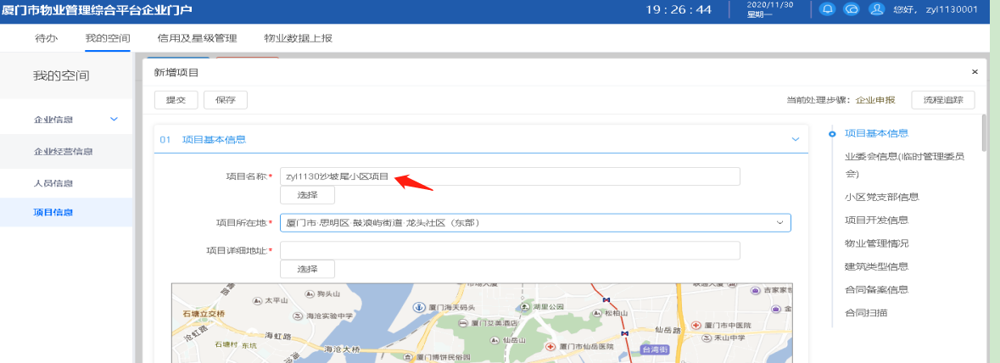 厦门市物业管理综合平台企业门户
19:26:44
2020/11/30
星期一
您好, zyl1130001
待办 我的空间 信用及星级管理 物业数据上报
我的空间
企业信息
企业经营信息
人员信息
项目信息
新增项目 ×
提交 保存
当前处理步骤: 企业申报 流程追踪
01 项目基本信息
项目名称:* zyl1130沙坡尾小区项目
选择
项目所在地:* 厦门市·思明区·鼓浪屿街道·龙头社区（东部）
项目详细地址:*
选择
项目基本信息
业委会信息(临时管理委员
会)
小区党支部信息
项目开发信息
物业管理情况
建筑类型信息
合同备案信息
合同扫描
狗头山
太平山
石塘立交桥
海沧实验中学
厦门海天码头
湖里公园
松柏山
吉家家世
金
沧虹路
海虹路
石塘村 东坑
海沧大桥
厦门艾美酒店
仙岳山
厦门市仙岳医院
仙岳路
厦门市中医院
禾山中学
台湾街
厦门博饼民俗园